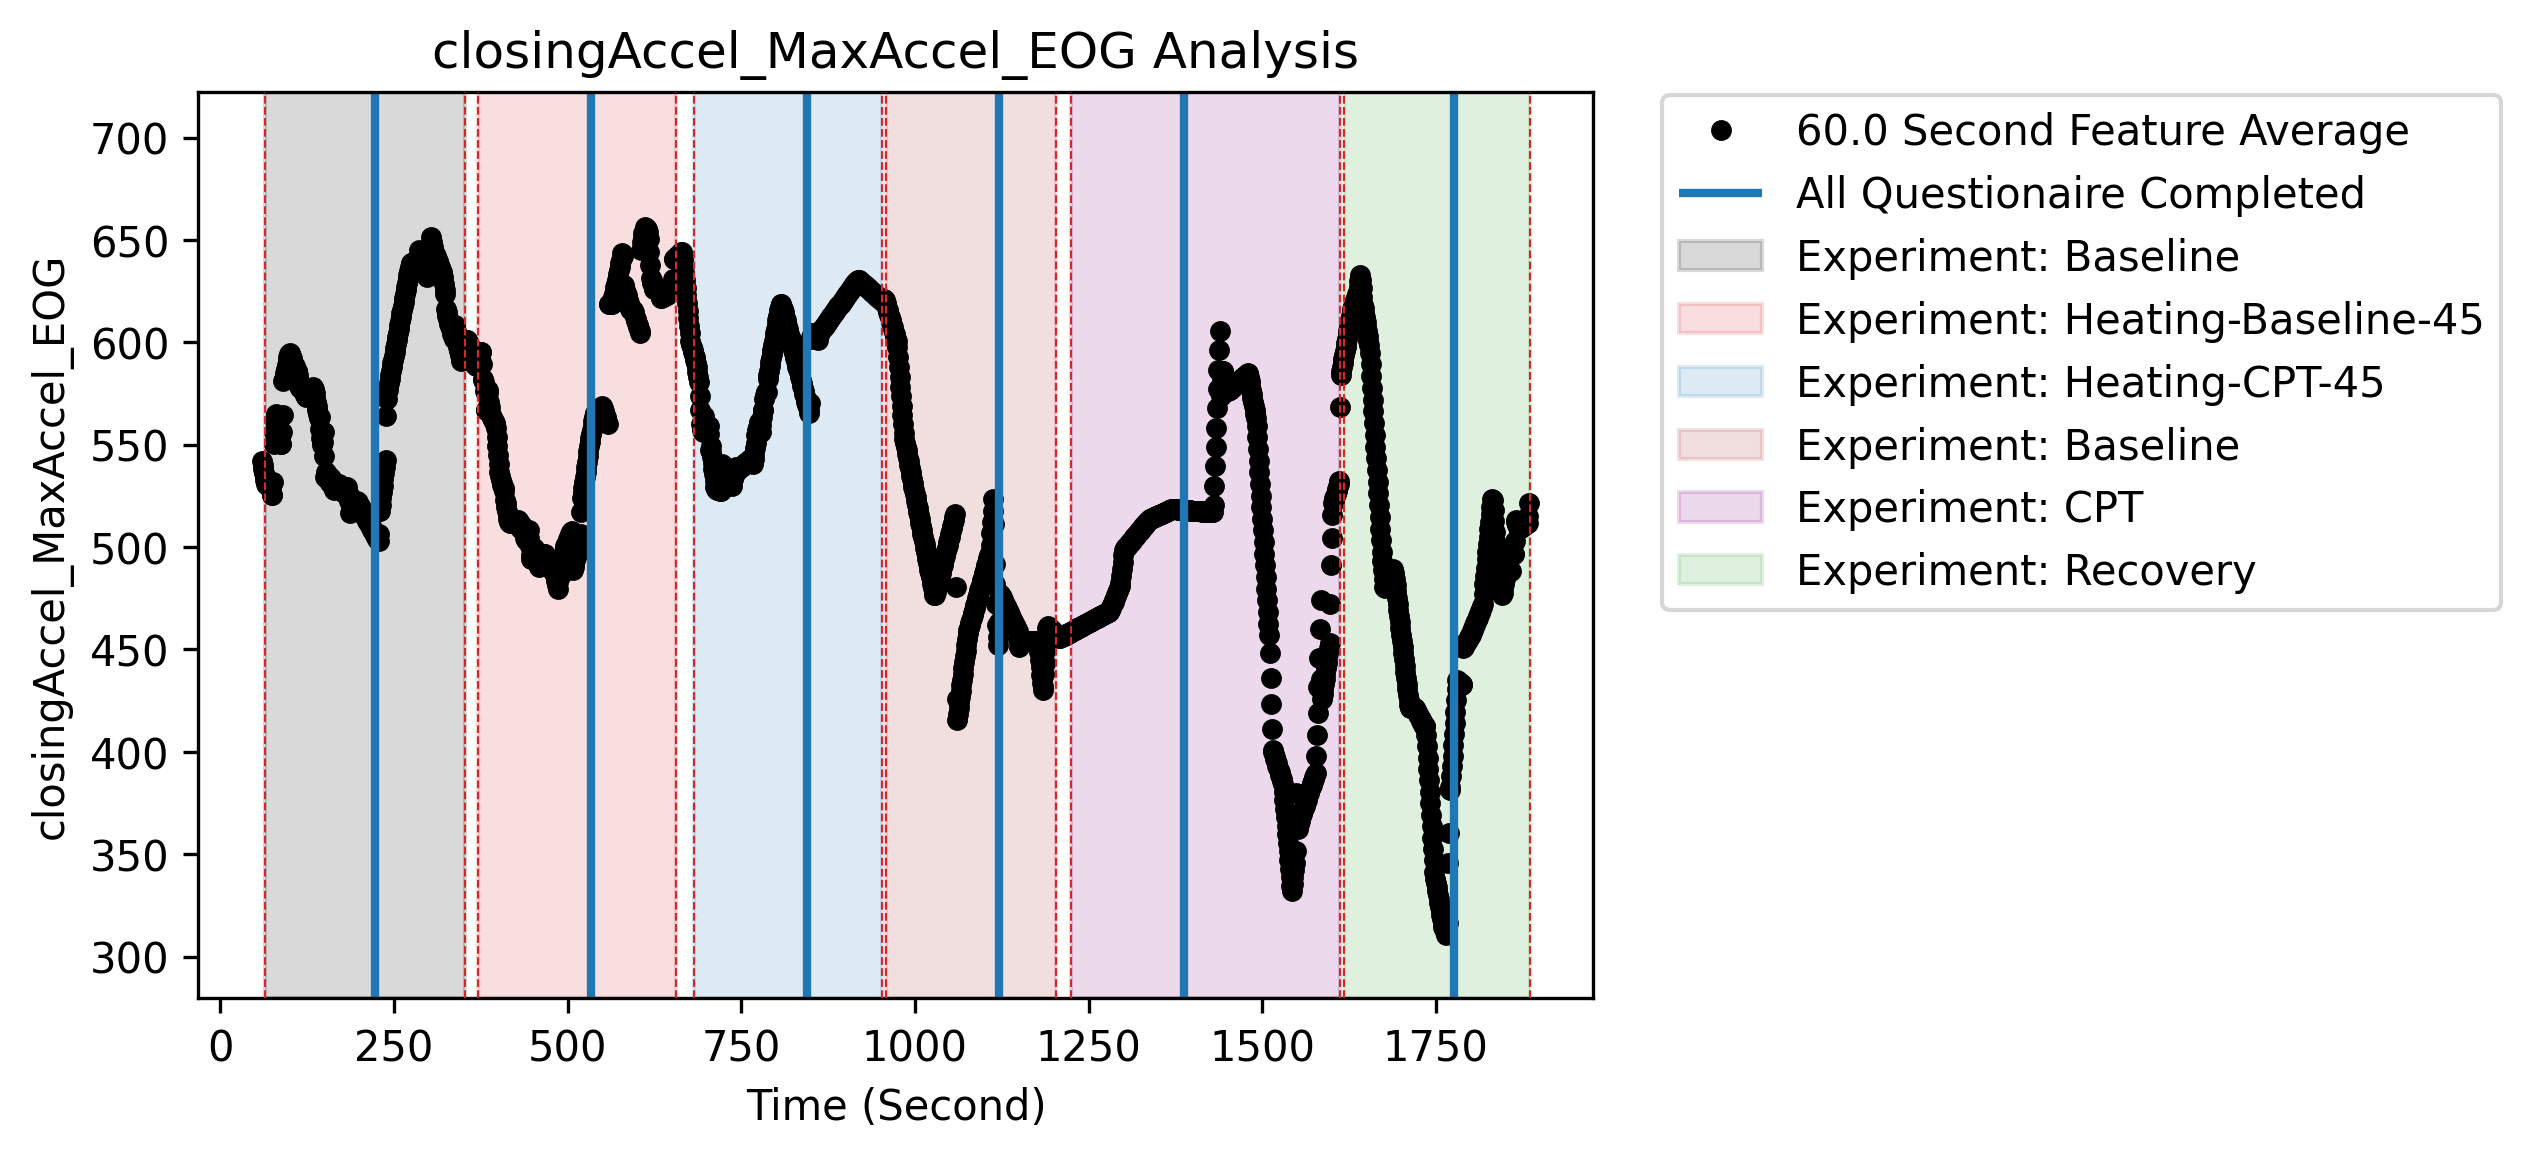 closingAccel_MaxAccel_EOG Analysis
closingAccel_MaxAccel_EOG
700
650
600
550
500
450
400
350
300
0
250
500
750
1000
1250
1500
1750
Time (Second)
60.0 Second Feature Average
All Questionaire Completed
Experiment: Baseline
Experiment: Heating-Baseline-45
Experiment: Heating-CPT-45
Experiment: Baseline
Experiment: CPT
Experiment: Recovery